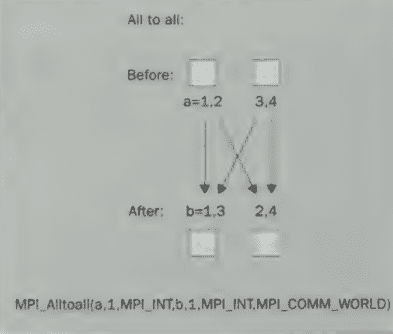 All to all:
Before:
a=1,2 3,4
After: b=1,3 2,4
MPI_Alltoall(a,1,MPI_INT,b,1,MPI_INT,MPI_COMM_WORLD)